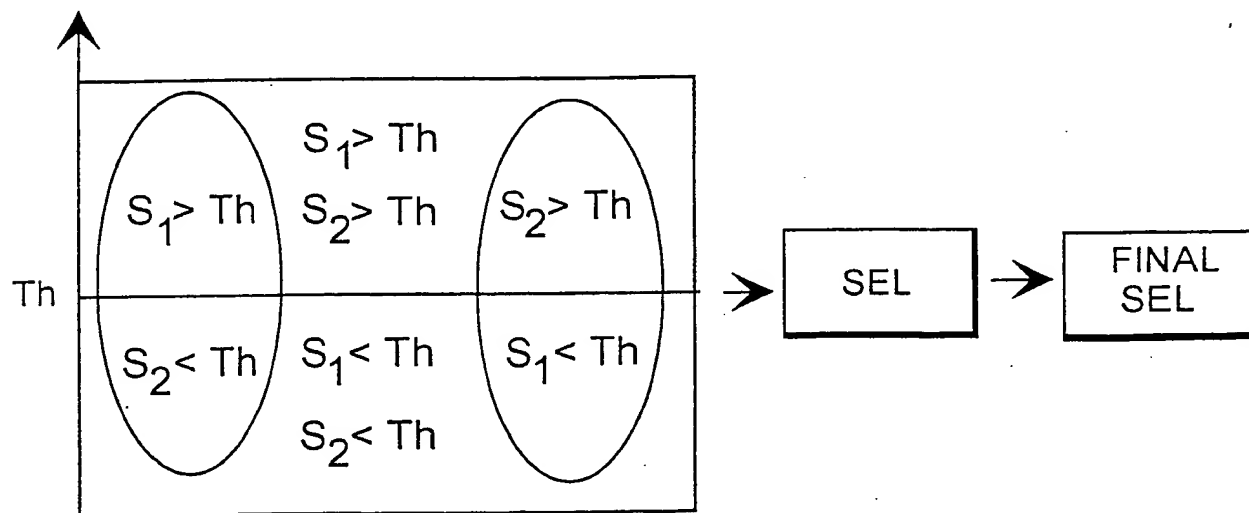 S1> Th
S2> Th
S1> Th
S2> Th
Th
S2< Th
S1< Th
S1< Th
S2< Th
SEL
FINAL
SEL